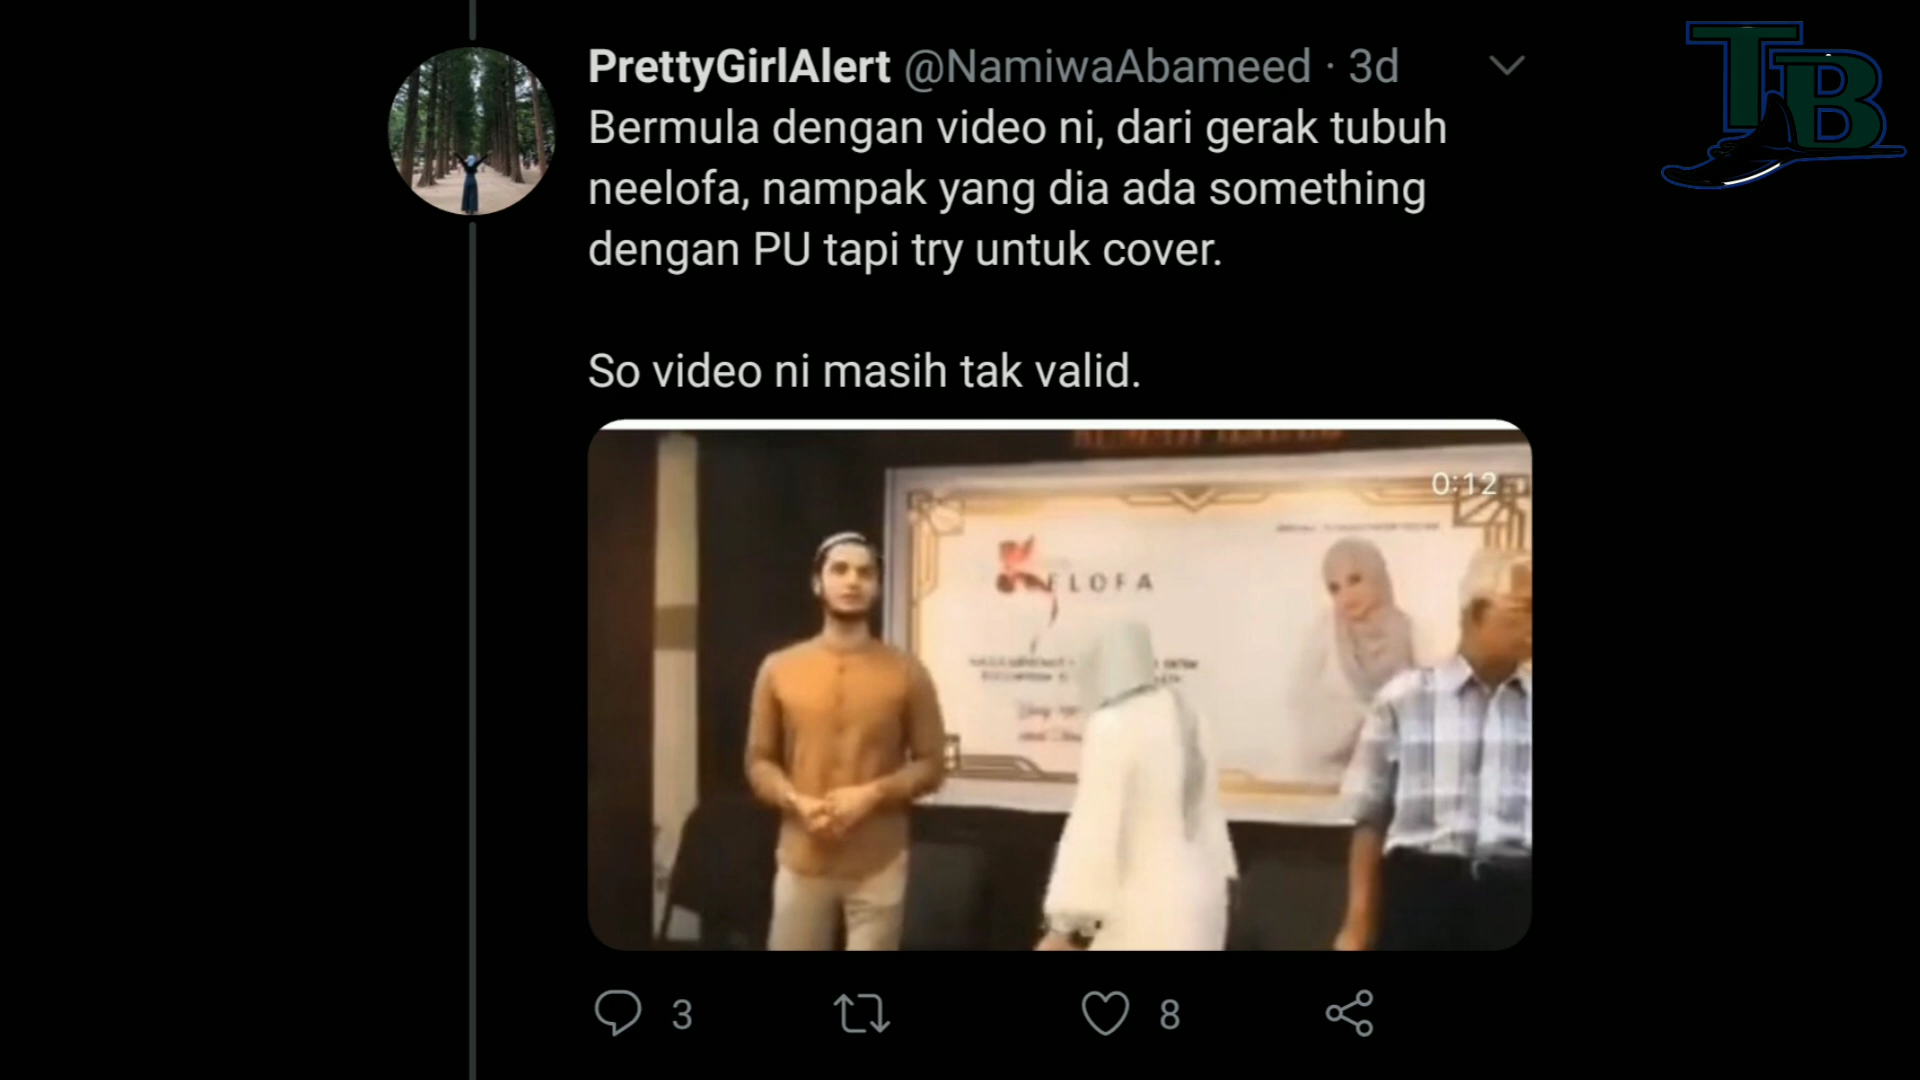 PrettyGirlAlert @NamiwaAbameed · 3d
Bermula dengan video ni, dari gerak tubuh
neelofa, nampak yang dia ada something
dengan PU tapi try untuk cover.
So video ni masih tak valid.
0:12
ELOFA
3
8
TB